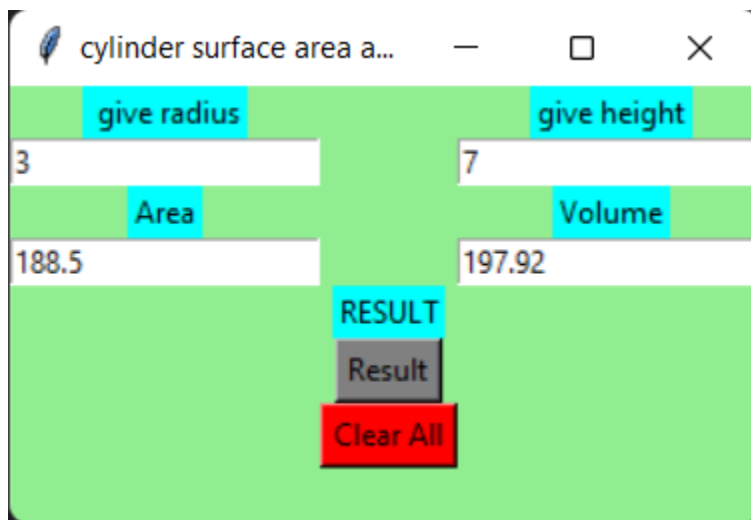 cylinder surface area a...
give radius give height
3 7
Area Volume
188.5 197.92
RESULT
Result
Clear All